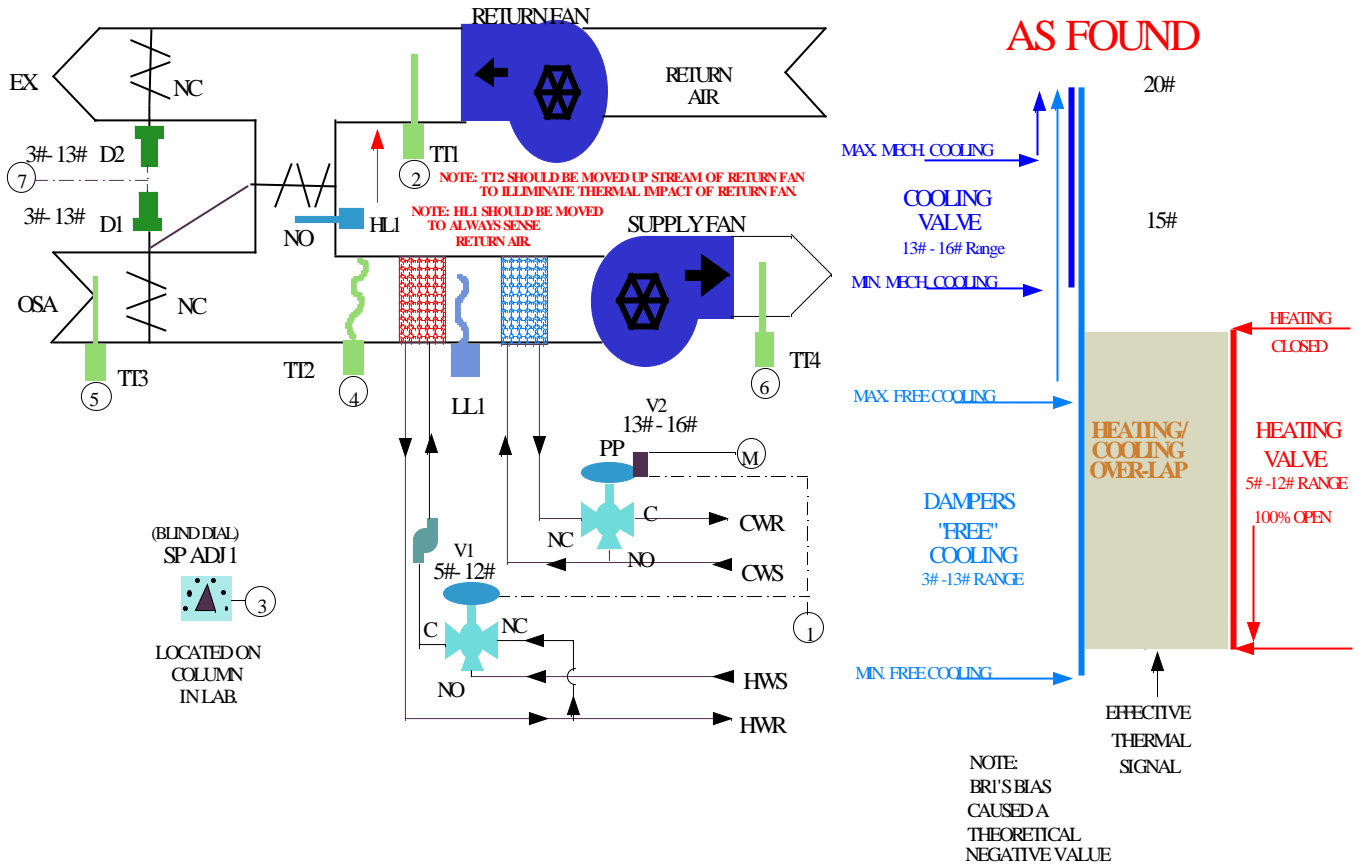 RETURN FAN
EX
NC
RETURN
AIR
3#- 13#
D2
7
TT1
2
NOTE: TT2 SHOULD BE MOVED UP STREAM OF RETURN FAN
TO ILLIMINATE THERMAL IMPACT OF RETURN FAN.
3#- 13#
D1
NO
HL1
NOTE: HL1 SHOULD BE MOVED
TO ALWAYS SENSE
RETURN AIR.
SUPPLY FAN
OSA
NC
TT3
5
TT2
4
LL1
TT4
6
V2
13# - 16#
PP
M
C
CWR
NC
NO
CWS
V1
5#- 12#
1
C
NC
NO
HWS
HWR
(BLIND DIAL)
SP ADJ 1
3
LOCATED ON
COLUMN
IN LAB.
AS FOUND
20#
MAX. MECH. COOLING
COOLING
VALVE
13# - 16# Range
15#
MIN. MECH. COOLING
HEATING
CLOSED
MAX. FREE COOLING
HEATING/
COOLING
OVER-LAP
HEATING
VALVE
5# -12# RANGE
100% OPEN
DAMPERS
"FREE"
COOLING
3# -13# RANGE
MIN. FREE COOLING
EFFECTIVE
THERMAL
SIGNAL
NOTE:
BR1'S BIAS
CAUSED A
THEORETICAL
NEGATIVE VALUE